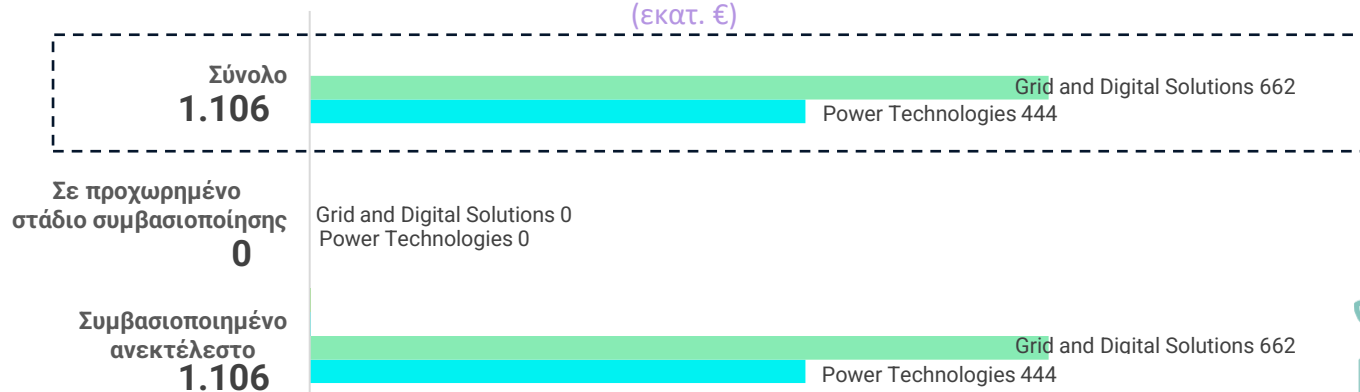 (εκατ. €)
Σύνολο
1.106
Grid and Digital Solutions 662
Power Technologies 444
Σε προχωρημένο
στάδιο συμβασιοποίησης
0
Grid and Digital Solutions 0
Power Technologies 0
Συμβασιοποιημένο
ανεκτέλεστο
1.106
Grid and Digital Solutions 662
Power Technologies 444